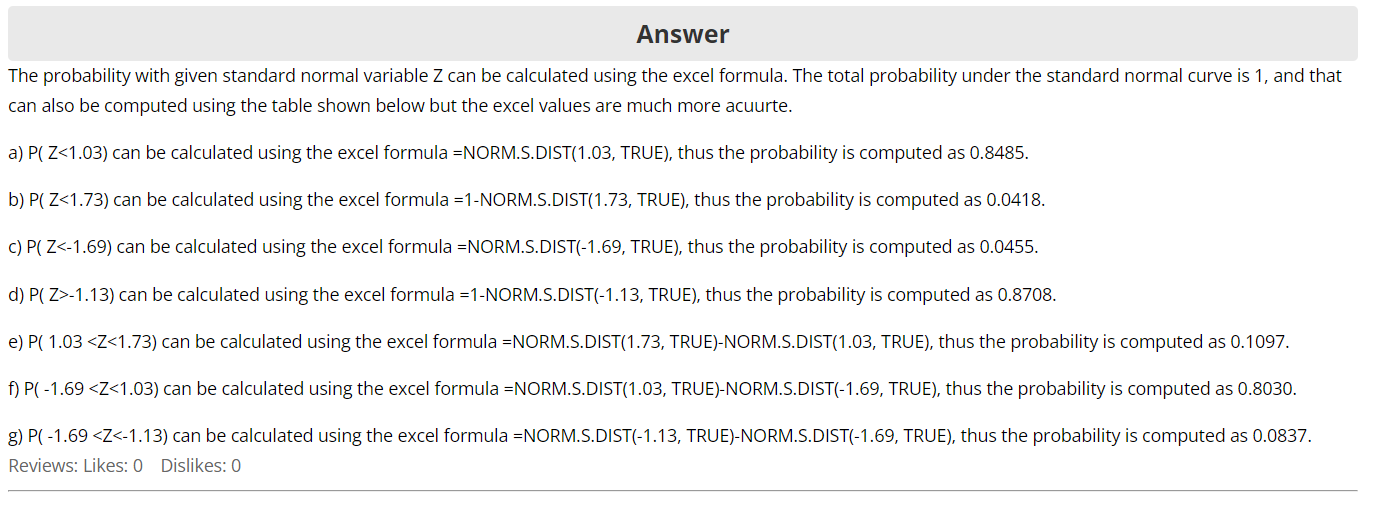 Answer
The probability with given standard normal variable Z can be calculated using the excel formula. The total probability under the standard normal curve is 1, and that
can also be computed using the table shown below but the excel values are much more acuurte.
a) P( Z<1.03) can be calculated using the excel formula =NORM.S.DIST(1.03, TRUE), thus the probability is computed as 0.8485.
b) P( Z<1.73) can be calculated using the excel formula =1-NORM.S.DIST(1.73, TRUE), thus the probability is computed as 0.0418.
c) P( Z<-1.69) can be calculated using the excel formula =NORM.S.DIST(-1.69, TRUE), thus the probability is computed as 0.0455.
d) P( Z>-1.13) can be calculated using the excel formula =1-NORM.S.DIST(-1.13, TRUE), thus the probability is computed as 0.8708.
e) P( 1.03 <Z<1.73) can be calculated using the excel formula =NORM.S.DIST(1.73, TRUE)-NORM.S.DIST(1.03, TRUE), thus the probability is computed as 0.1097.
f) P( -1.69 <Z<1.03) can be calculated using the excel formula =NORM.S.DIST(1.03, TRUE)-NORM.S.DIST(-1.69, TRUE), thus the probability is computed as 0.8030.
g) P( -1.69 <Z<-1.13) can be calculated using the excel formula =NORM.S.DIST(-1.13, TRUE)-NORM.S.DIST(-1.69, TRUE), thus the probability is computed as 0.0837.
Reviews: Likes: 0 Dislikes: 0